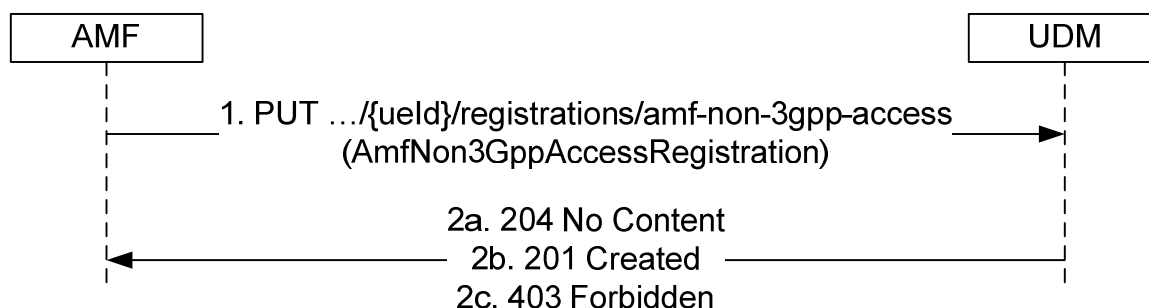 AMF
UDM
1. PUT …/{ueId}/registrations/amf-non-3gpp-access
(AmfNon3GppAccessRegistration)
2a. 204 No Content
2b. 201 Created
2c. 403 Forbidden